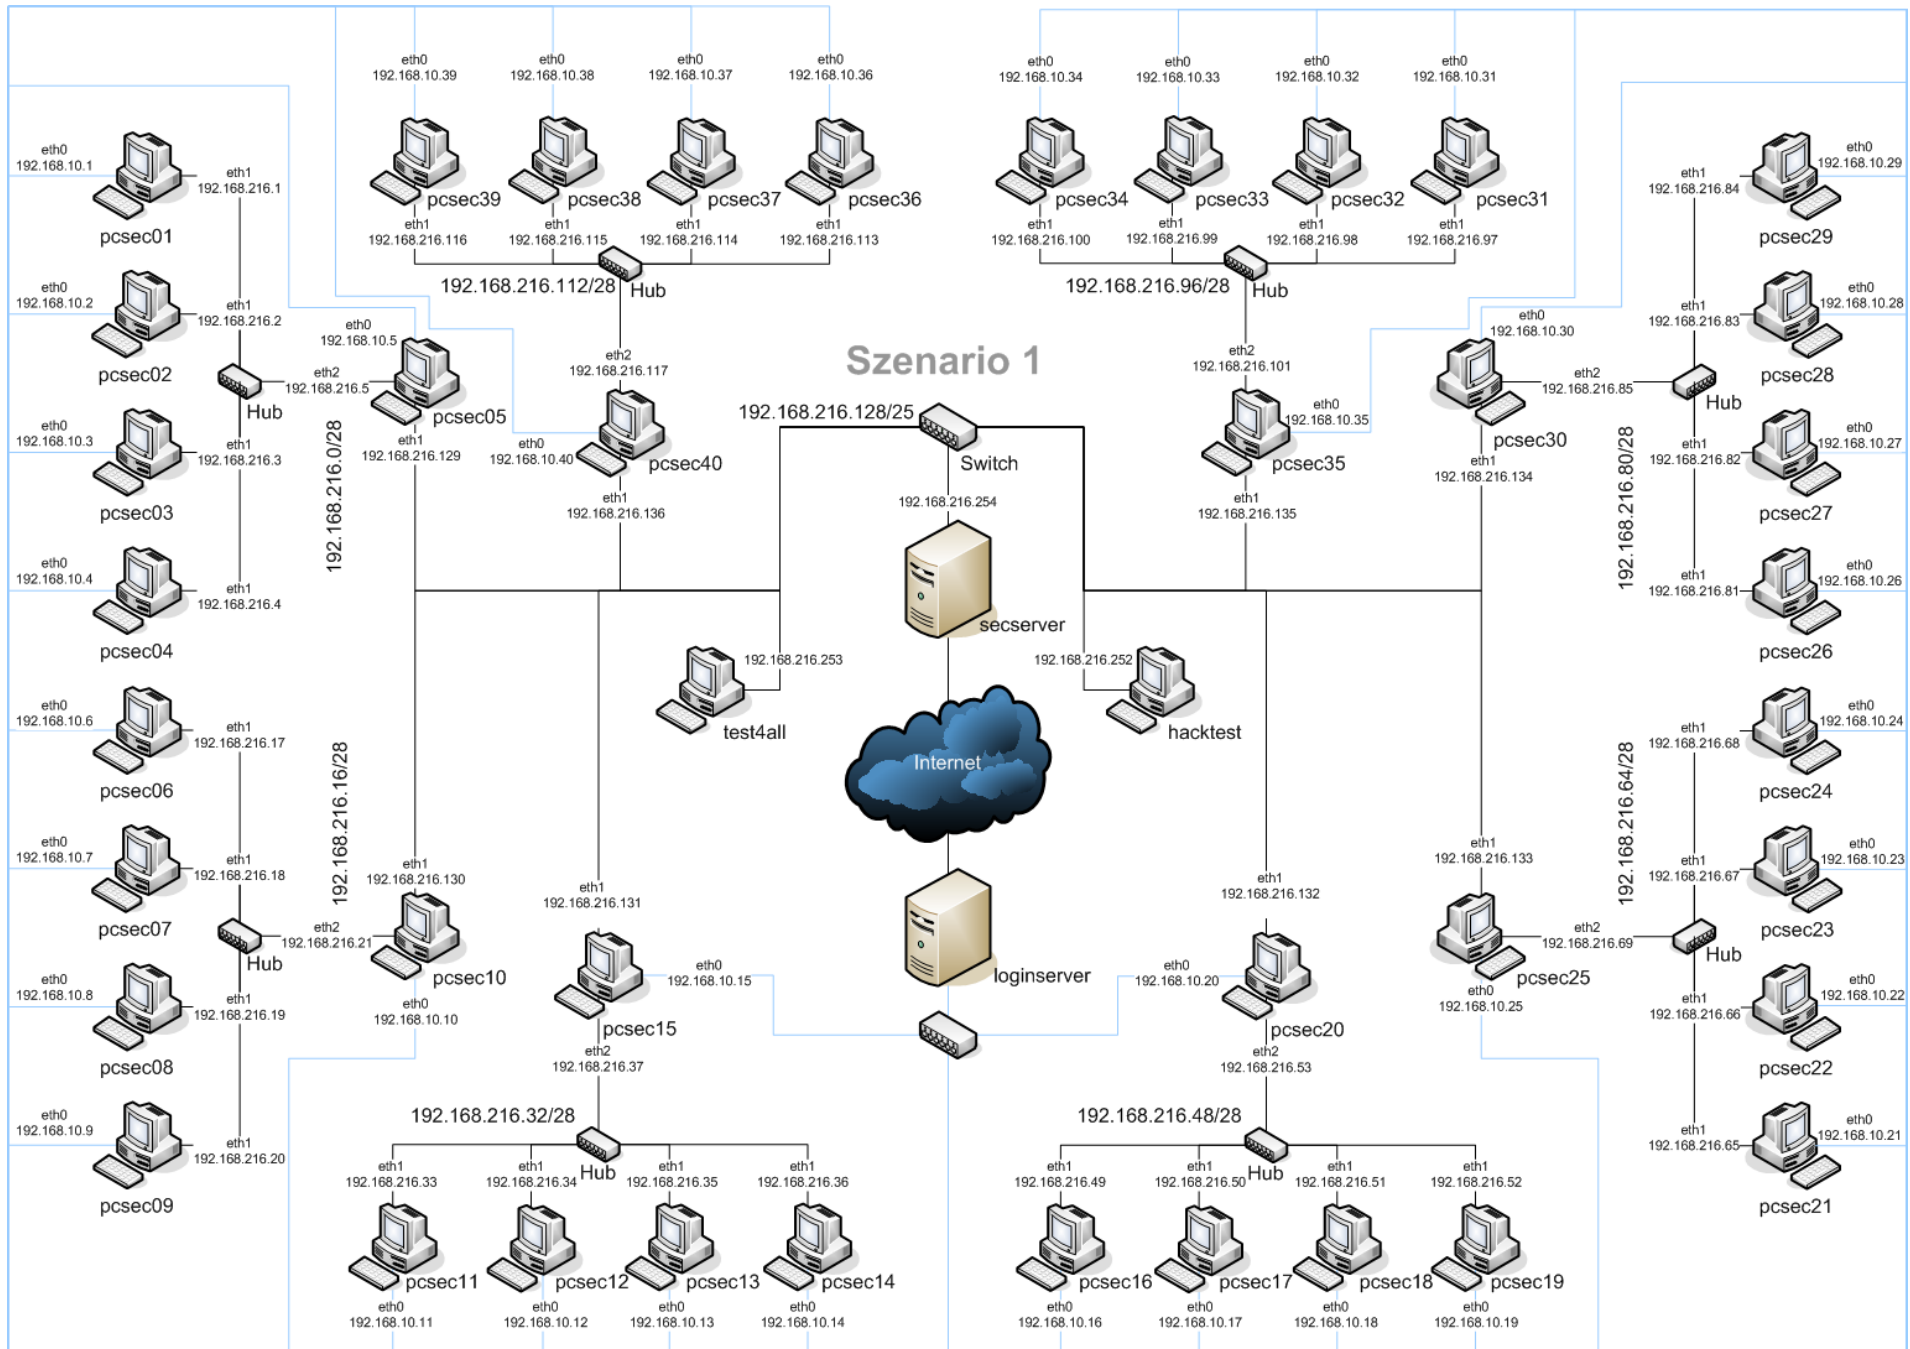 Szenario 1
eth0
192.168.10.39
eth0
192.168.10.38
eth0
192.168.10.37
eth0
192.168.10.36
pcsec39
pcsec38
pcsec37
pcsec36
eth1
192.168.216.116
eth1
192.168.216.115
eth1
192.168.216.114
eth1
192.168.216.113
192.168.216.112/28
Hub
eth2
192.168.216.117
eth0
192.168.10.40
pcsec40
eth1
192.168.216.136
eth0
192.168.10.34
eth0
192.168.10.33
eth0
192.168.10.32
eth0
192.168.10.31
pcsec34
pcsec33
pcsec32
pcsec31
eth1
192.168.216.100
eth1
192.168.216.99
eth1
192.168.216.98
eth1
192.168.216.97
192.168.216.96/28
Hub
eth2
192.168.216.101
eth0
192.168.10.35
pcsec35
eth1
192.168.216.135
eth0
192.168.10.1
eth1
192.168.216.1
pcsec01
eth0
192.168.10.2
eth1
192.168.216.2
pcsec02
eth0
192.168.10.5
eth2
192.168.216.5
Hub
pcsec05
eth1
192.168.216.129
192.168.216.0/28
eth0
192.168.10.3
eth1
192.168.216.3
pcsec03
eth0
192.168.10.4
eth1
192.168.216.4
pcsec04
eth0
192.168.10.6
eth1
192.168.216.17
pcsec06
192.168.216.16/28
eth0
192.168.10.7
eth1
192.168.216.18
pcsec07
eth1
192.168.216.130
eth2
192.168.216.21
Hub
pcsec10
eth0
192.168.10.10
eth0
192.168.10.8
eth1
192.168.216.19
pcsec08
eth0
192.168.10.9
eth1
192.168.216.20
pcsec09
192.168.216.128/25
Switch
192.168.216.254
secserver
192.168.216.253
test4all
192.168.216.252
hacktest
Internet
loginserver
eth1
192.168.216.131
eth0
192.168.10.15
pcsec15
eth2
192.168.216.37
192.168.216.32/28
Hub
eth1
192.168.216.33
eth1
192.168.216.34
eth1
192.168.216.35
eth1
192.168.216.36
pcsec11
pcsec12
pcsec13
pcsec14
eth0
192.168.10.11
eth0
192.168.10.12
eth0
192.168.10.13
eth0
192.168.10.14
eth1
192.168.216.132
eth0
192.168.10.20
pcsec20
eth2
192.168.216.53
192.168.216.48/28
Hub
eth1
192.168.216.49
eth1
192.168.216.50
eth1
192.168.216.51
eth1
192.168.216.52
pcsec16
pcsec17
pcsec18
pcsec19
eth0
192.168.10.16
eth0
192.168.10.17
eth0
192.168.10.18
eth0
192.168.10.19
eth0
192.168.10.29
eth1
192.168.216.84
pcsec29
eth0
192.168.10.28
eth1
192.168.216.83
pcsec28
eth0
192.168.10.30
eth2
192.168.216.85
Hub
pcsec30
eth1
192.168.216.134
192.168.216.80/28
eth0
192.168.10.27
eth1
192.168.216.82
pcsec27
eth0
192.168.10.26
eth1
192.168.216.81
pcsec26
eth0
192.168.10.24
eth1
192.168.216.68
pcsec24
192.168.216.64/28
eth0
192.168.10.23
eth1
192.168.216.67
pcsec23
eth1
192.168.216.133
eth2
192.168.216.69
Hub
pcsec25
eth0
192.168.10.25
eth0
192.168.10.22
eth1
192.168.216.66
pcsec22
eth0
192.168.10.21
eth1
192.168.216.65
pcsec21